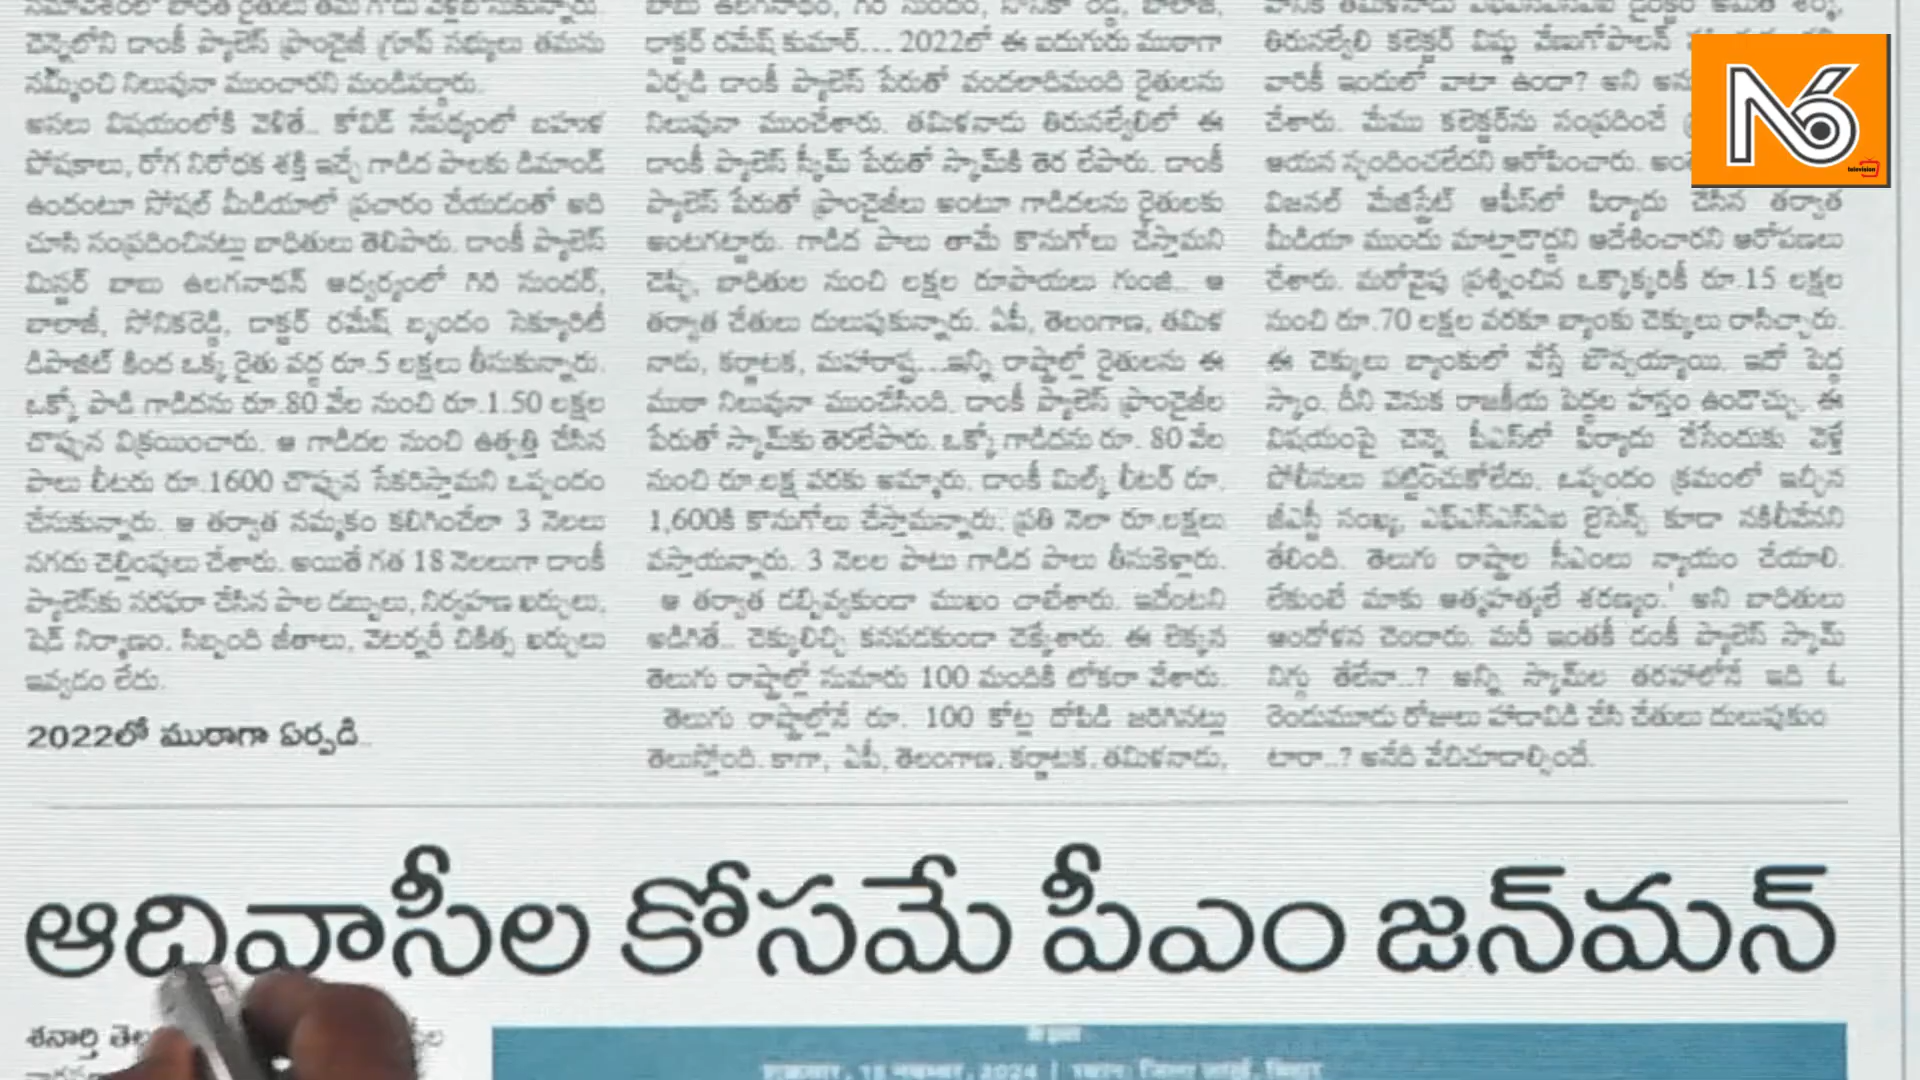 చెన్నైలోని డాంకీ ప్యాలెస్ ఫ్రాంచైజీ గ్రూప్ సభ్యులు తమను
నమ్మించి నిలువునా ముంచారని మండిపడ్డారు.
అసలు విషయంలోకి వెళితే.. కోవిడ్ నేపథ్యంలో బహుళ
పోషకాలు, రోగ నిరోధక శక్తి ఇచ్చే గాడిద పాలకు డిమాండ్
ఉందంటూ సోషల్ మీడియాలో ప్రచారం చేయడంతో అది
చూసి సంప్రదించినట్టు బాధితులు తెలిపారు. డాంకీ ప్యాలెస్
మిస్టర్ బాబు ఉలగనాథన్ ఆధ్వర్యంలో గిరి సుందర్,
బాలాజీ, సోనికరెడ్డి, డాక్టర్ రమేష్ బృందం సెక్యూరిటీ
డిపాజిట్ కింద ఒక్క రైతు వద్ద రూ.5 లక్షలు తీసుకున్నారు.
ఒక్కో పాడి గాడిదను రూ.80 వేల నుంచి రూ.1.50 లక్షల
చొప్పున విక్రయించారు. ఆ గాడిదల నుంచి ఉత్పత్తి చేసిన
పాలు లీటరు రూ.1600 చొప్పున సేకరిస్తామని ఒప్పందం
చేసుకున్నారు. ఆ తర్వాత నమ్మకం కలిగించేలా 3 నెలలు
నగదు చెల్లింపులు చేశారు. అయితే గత 18 నెలలుగా డాంకీ
ప్యాలెస్‌కు సరఫరా చేసిన పాల డబ్బులు, నిర్వహణ ఖర్చులు,
షెడ్ నిర్మాణం, సిబ్బంది జీతాలు, వెటర్నరీ చికిత్స ఖర్చులు
ఇవ్వడం లేదు.
2022లో ముఠాగా ఏర్పడి..
డాక్టర్ రమేష్ కుమార్... 2022లో ఈ ఐదుగురు ముఠాగా
ఏర్పడి డాంకీ ప్యాలెస్ పేరుతో వందలాదిమంది రైతులను
నిలువునా ముంచేశారు. తమిళనాడు తిరునల్వేలిలో ఈ
డాంకీ ప్యాలెస్ స్కీమ్ పేరుతో స్కామ్‌కి తెర లేపారు. డాంకీ
ప్యాలెస్ పేరుతో ఫ్రాంచైజీలు అంటూ గాడిదలను రైతులకు
అంటగట్టారు. గాడిద పాలు తామే కొనుగోలు చేస్తామని
చెప్పి, బాధితుల నుంచి లక్షల రూపాయలు గుంజి.. ఆ
తర్వాత చేతులు దులుపుకున్నారు. ఏపీ, తెలంగాణ, తమిళ
నాడు, కర్ణాటక, మహారాష్ట్ర...ఇన్ని రాష్ట్రాల్లో రైతులను ఈ
ముఠా నిలువునా ముంచేసింది. డాంకీ ప్యాలెస్ ఫ్రాంచైజీల
పేరుతో స్కామ్‌కు తెరలేపారు. ఒక్కో గాడిదను రూ. 80 వేల
నుంచి రూ.లక్ష వరకు అమ్మారు. డాంకీ మిల్క్ లీటర్ రూ.
1,600కి కొనుగోలు చేస్తామన్నారు. ప్రతి నెలా రూ.లక్షలు
వస్తాయన్నారు. 3 నెలల పాటు గాడిద పాలు తీసుకెళ్లారు.
ఆ తర్వాత డబ్బివ్వకుండా ముఖం చాటేశారు. ఇదేంటని
అడిగితే.. చెక్కులిచ్చి కనపడకుండా చెక్కేశారు. ఈ లెక్కన
తెలుగు రాష్ట్రాల్లో సుమారు 100 మందికి టోకరా వేశారు.
తెలుగు రాష్ట్రాల్లోనే రూ. 100 కోట్ల దోపిడీ జరిగినట్టు
తెలుస్తోంది. కాగా, ఏపీ, తెలంగాణ, కర్ణాటక, తమిళనాడు,
తిరునల్వేలి కలెక్టర్ విష్ణు వేణుగోపాలన్
వారికీ ఇందులో వాటా ఉందా? అని
చేశారు. మేము కలెక్టర్‌ను సంప్రదించే
ఆయన స్పందించలేదని ఆరోపించారు.
విజనల్ మేజిస్ట్రేట్ ఆఫీస్‌లో ఫిర్యాదు చేసిన తర్వాత
మీడియా ముందు మాట్లాడొద్దని ఆదేశించారని ఆరోపణలు
చేశారు. మరోవైపు ప్రశ్నించిన ఒక్కొక్కరికీ రూ.15 లక్షల
నుంచి రూ.70 లక్షల వరకూ బ్యాంకు చెక్కులు రాసిచ్చారు.
ఈ చెక్కులు బ్యాంకులో వేస్తే బౌన్సయ్యాయి. ఇదో పెద్ద
స్కాం. దీని వెనుక రాజకీయ పెద్దల హస్తం ఉండొచ్చు. ఈ
విషయంపై చెన్నై పీఎస్‌లో ఫిర్యాదు చేసేందుకు వెళ్తే
పోలీసులు పట్టించుకోలేదు. ఒప్పందం క్రమంలో ఇచ్చిన
జీఎస్టీ సంఖ్య, ఎఫ్ఎస్ఎస్ఏఐ లైసెన్స్ కూడా నకిలీవేనని
తేలింది. తెలుగు రాష్ట్రాల సీఎంలు న్యాయం చేయాలి.
లేకుంటే మాకు ఆత్మహత్యలే శరణ్యం.' అని బాధితులు
ఆందోళన చెందారు. మరి ఇంతకీ డంకీ ప్యాలెస్ స్కామ్
నిగ్గు తేలేనా..? అన్ని స్కామ్‌ల తరహాలోనే ఇది ఓ
రెండుమూడు రోజులు హడావిడి చేసి చేతులు దులుపుకుం
టారా..? అనేది వేచిచూడాల్సిందే.
N6
television
ఆదివాసీల కోసమే పీఎం జన్‌మన్
శనార్తి